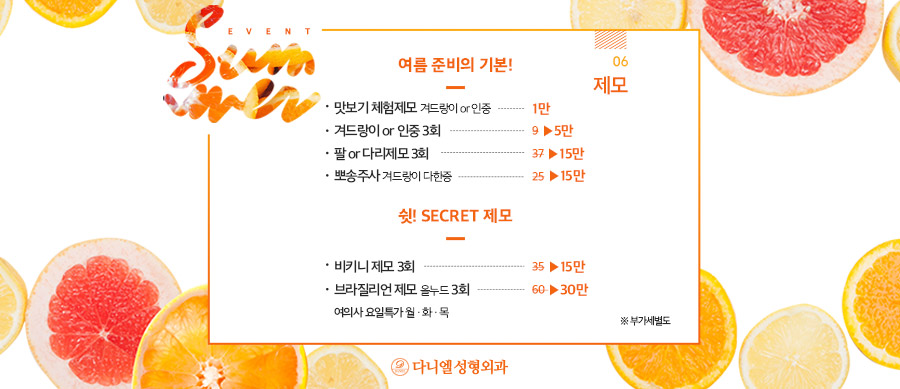 EVENT
Summer
06
제모
여름 준비의 기본!
· 맛보기 체험제모 겨드랑이 or 인중 1만
· 겨드랑이 or 인중 3회 9 ▶5만
· 팔 or 다리제모 3회 37 ▶15만
· 뽀송주사 겨드랑이 다한증 25 ▶15만
쉿! SECRET 제모
· 비키니 제모 3회 35 ▶15만
· 브라질리언 제모 올누드 3회 60 ▶30만
여의사 요일특가 월 · 화 · 목
※ 부가세별도
다니엘성형외과